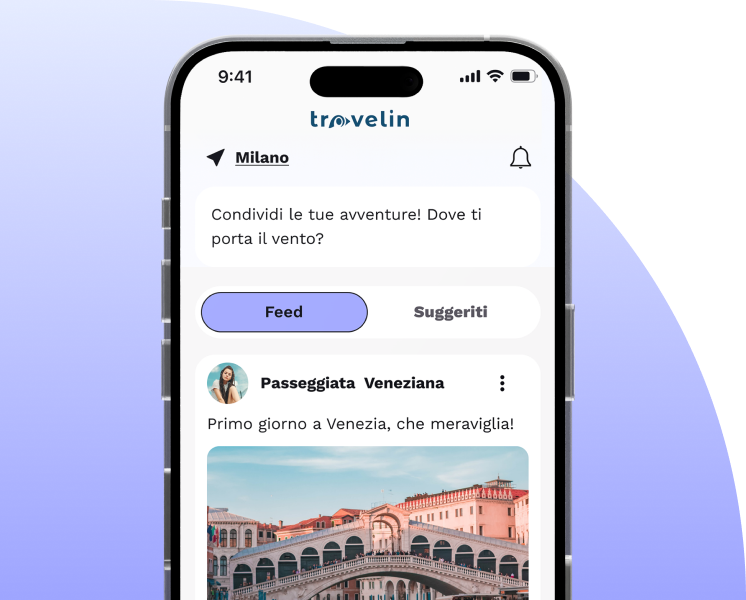 9:41
travelin
Milano
Condividi le tue avventure! Dove ti
porta il vento?
Feed
Suggeriti
Passeggiata Veneziana
Primo giorno a Venezia, che meraviglia!